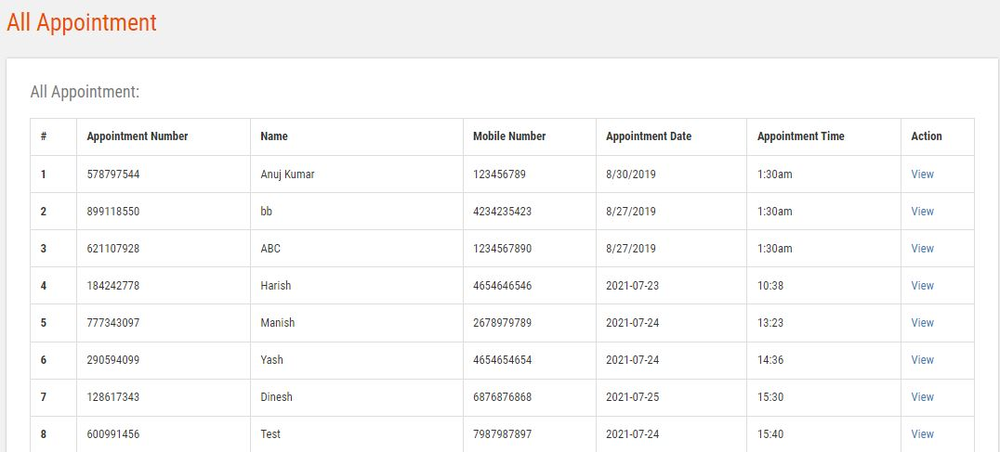 All Appointment
All Appointment:
# Appointment Number Name Mobile Number Appointment Date Appointment Time Action
1 578797544 Anuj Kumar 123456789 8/30/2019 1:30am View
2 899118550 bb 4234235423 8/27/2019 1:30am View
3 621107928 ABC 1234567890 8/27/2019 1:30am View
4 184242778 Harish 4654646546 2021-07-23 10:38 View
5 777343097 Manish 2678979789 2021-07-24 13:23 View
6 290594099 Yash 4654654654 2021-07-24 14:36 View
7 128617343 Dinesh 6876876868 2021-07-25 15:30 View
8 600991456 Test 7987987897 2021-07-24 15:40 View